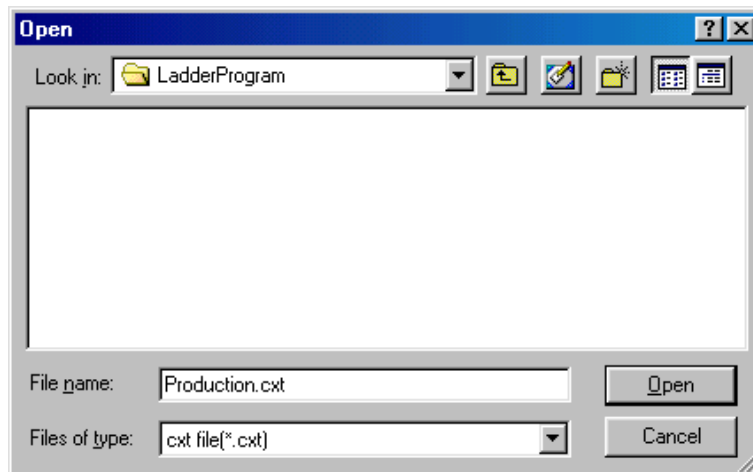 Open
Look in: LadderProgram
File name: Production.cxt Open
Files of type: cxt file(*.cxt) Cancel